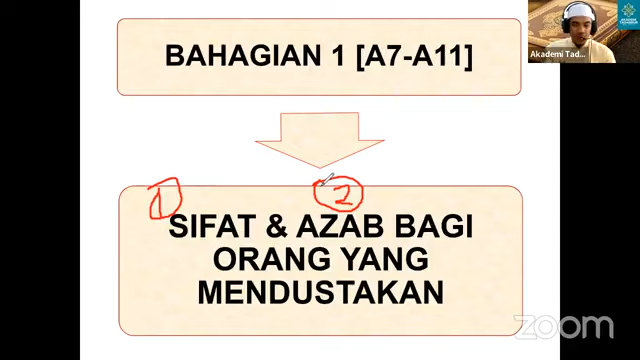 BAHAGIAN 1 [A7-A11]
1
2
SIFAT & AZAB BAGI
ORANG YANG
MENDUSTAKAN
Akademi Tad...
zoom